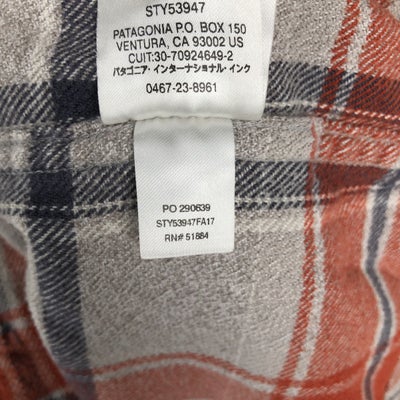 STY53947
PATAGONIA P.O. BOX 150
VENTURA, CA 93002 US
CUIT:30-70924649-2
パタゴニア・インターナショナル・インク
0467-23-8961
PO 290639
STY53947FA17
RN# 51884